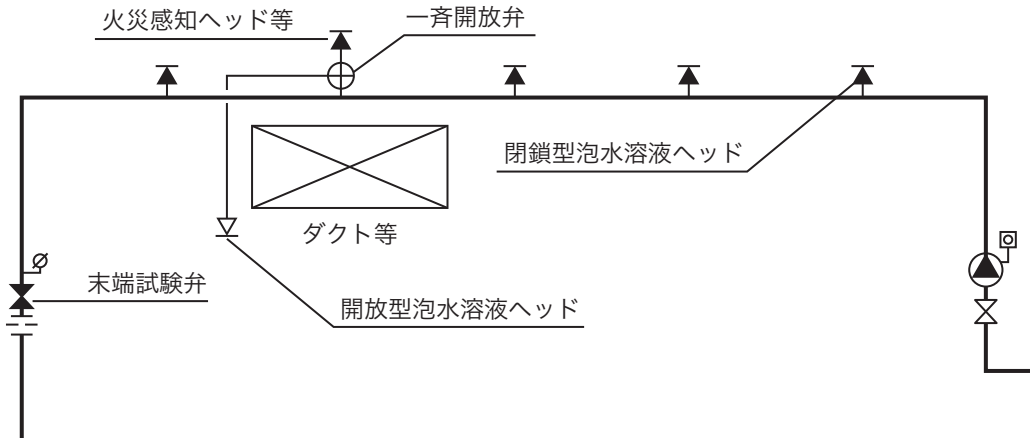 火災感知ヘッド等
一斉開放弁
閉鎖型泡水溶液ヘッド
ダクト等
末端試験弁
開放型泡水溶液ヘッド